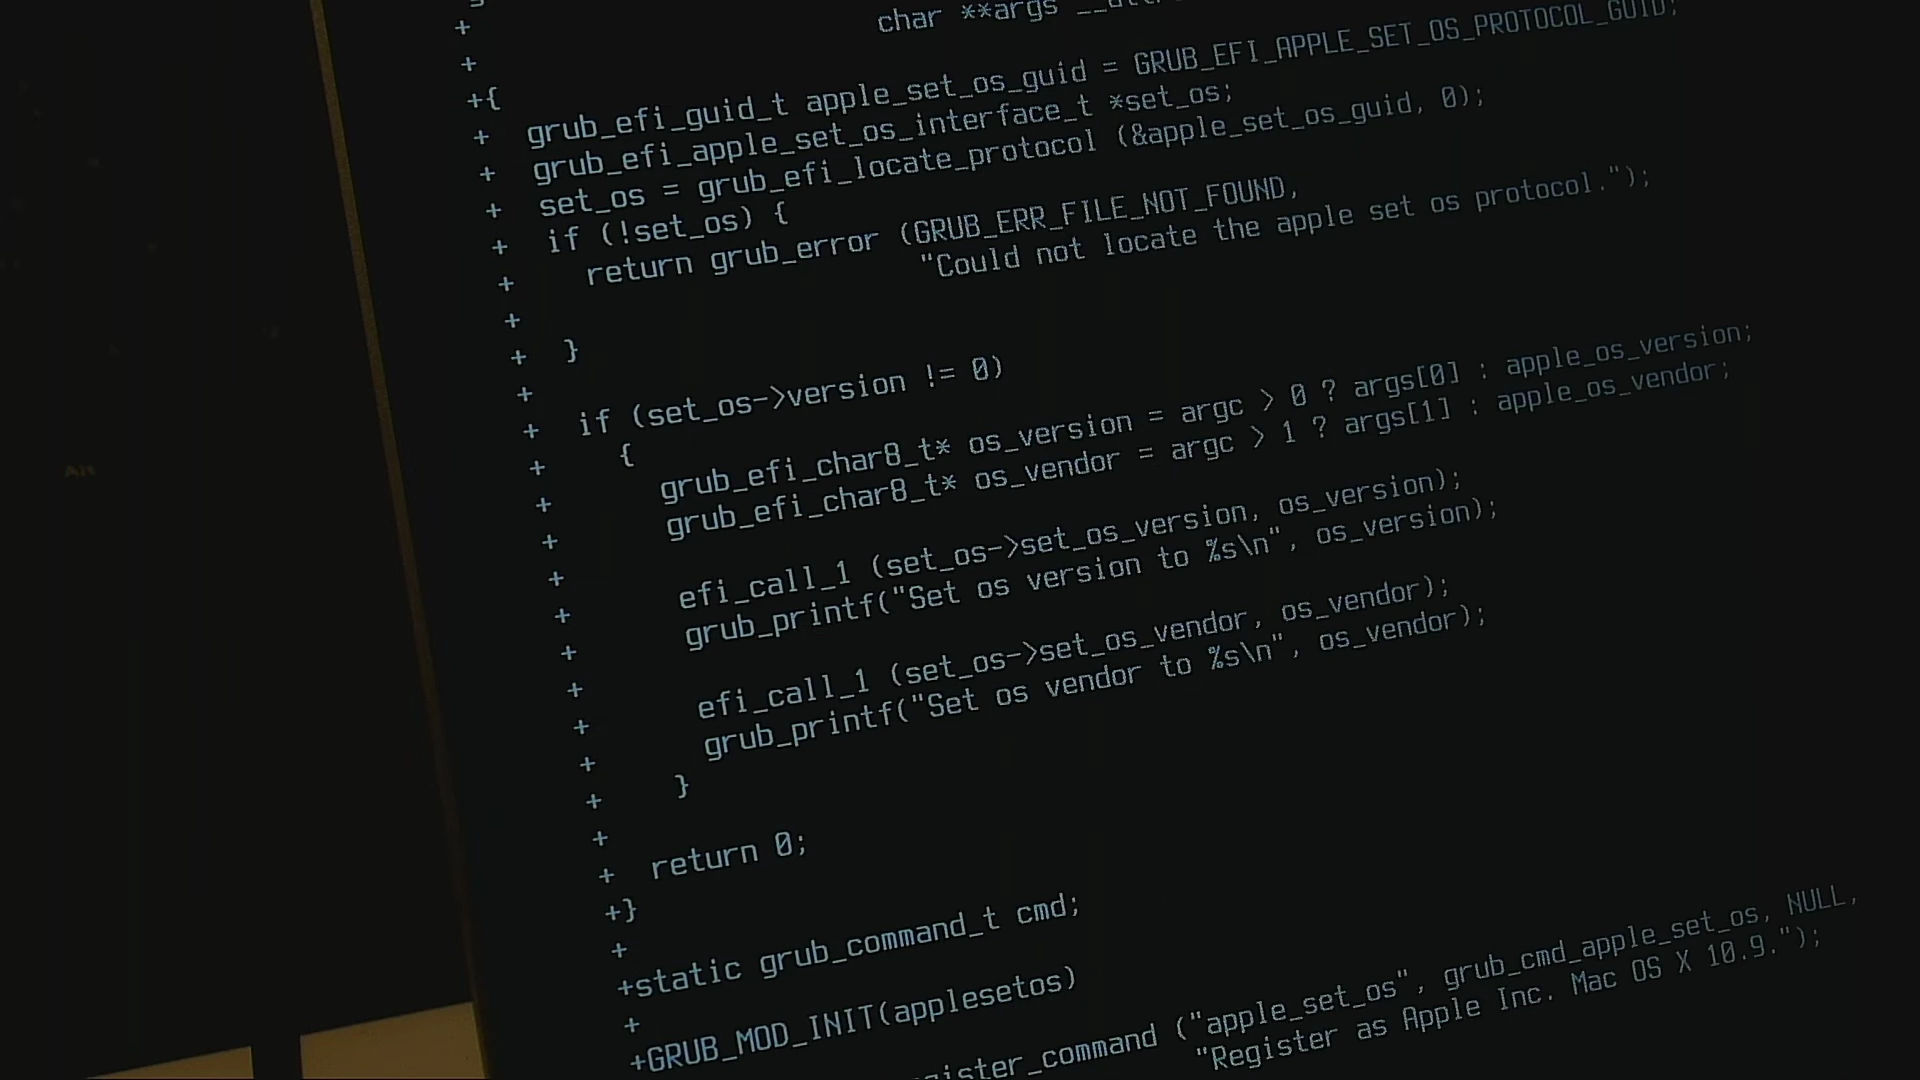 + char **args
+
+{
+ grub_efi_guid_t apple_set_os_guid = GRUB_EFI_APPLE_SET_OS_PROTOCOL_GUID;
+ grub_efi_apple_set_os_interface_t *set_os;
+ set_os = grub_efi_locate_protocol (&apple_set_os_guid, 0);
+ if (!set_os) {
+ return grub_error (GRUB_ERR_FILE_NOT_FOUND,
+ "Could not locate the apple set os protocol.");
+
+ }
+
+ if (set_os->version != 0)
+ {
+ grub_efi_char8_t* os_version = argc > 0 ? args[0] : apple_os_version;
+ grub_efi_char8_t* os_vendor = argc > 1 ? args[1] : apple_os_vendor;
+
+ efi_call_1 (set_os->set_os_version, os_version);
+ grub_printf("Set os version to %s\n", os_version);
+
+ efi_call_1 (set_os->set_os_vendor, os_vendor);
+ grub_printf("Set os vendor to %s\n", os_vendor);
+ }
+
+ return 0;
+}
+
+static grub_command_t cmd;
+
+GRUB_MOD_INIT(applesetos)
ister_command ("apple_set_os", grub_cmd_apple_set_os, NULL,
"Register as Apple Inc. Mac OS X 10.9.");
Alt